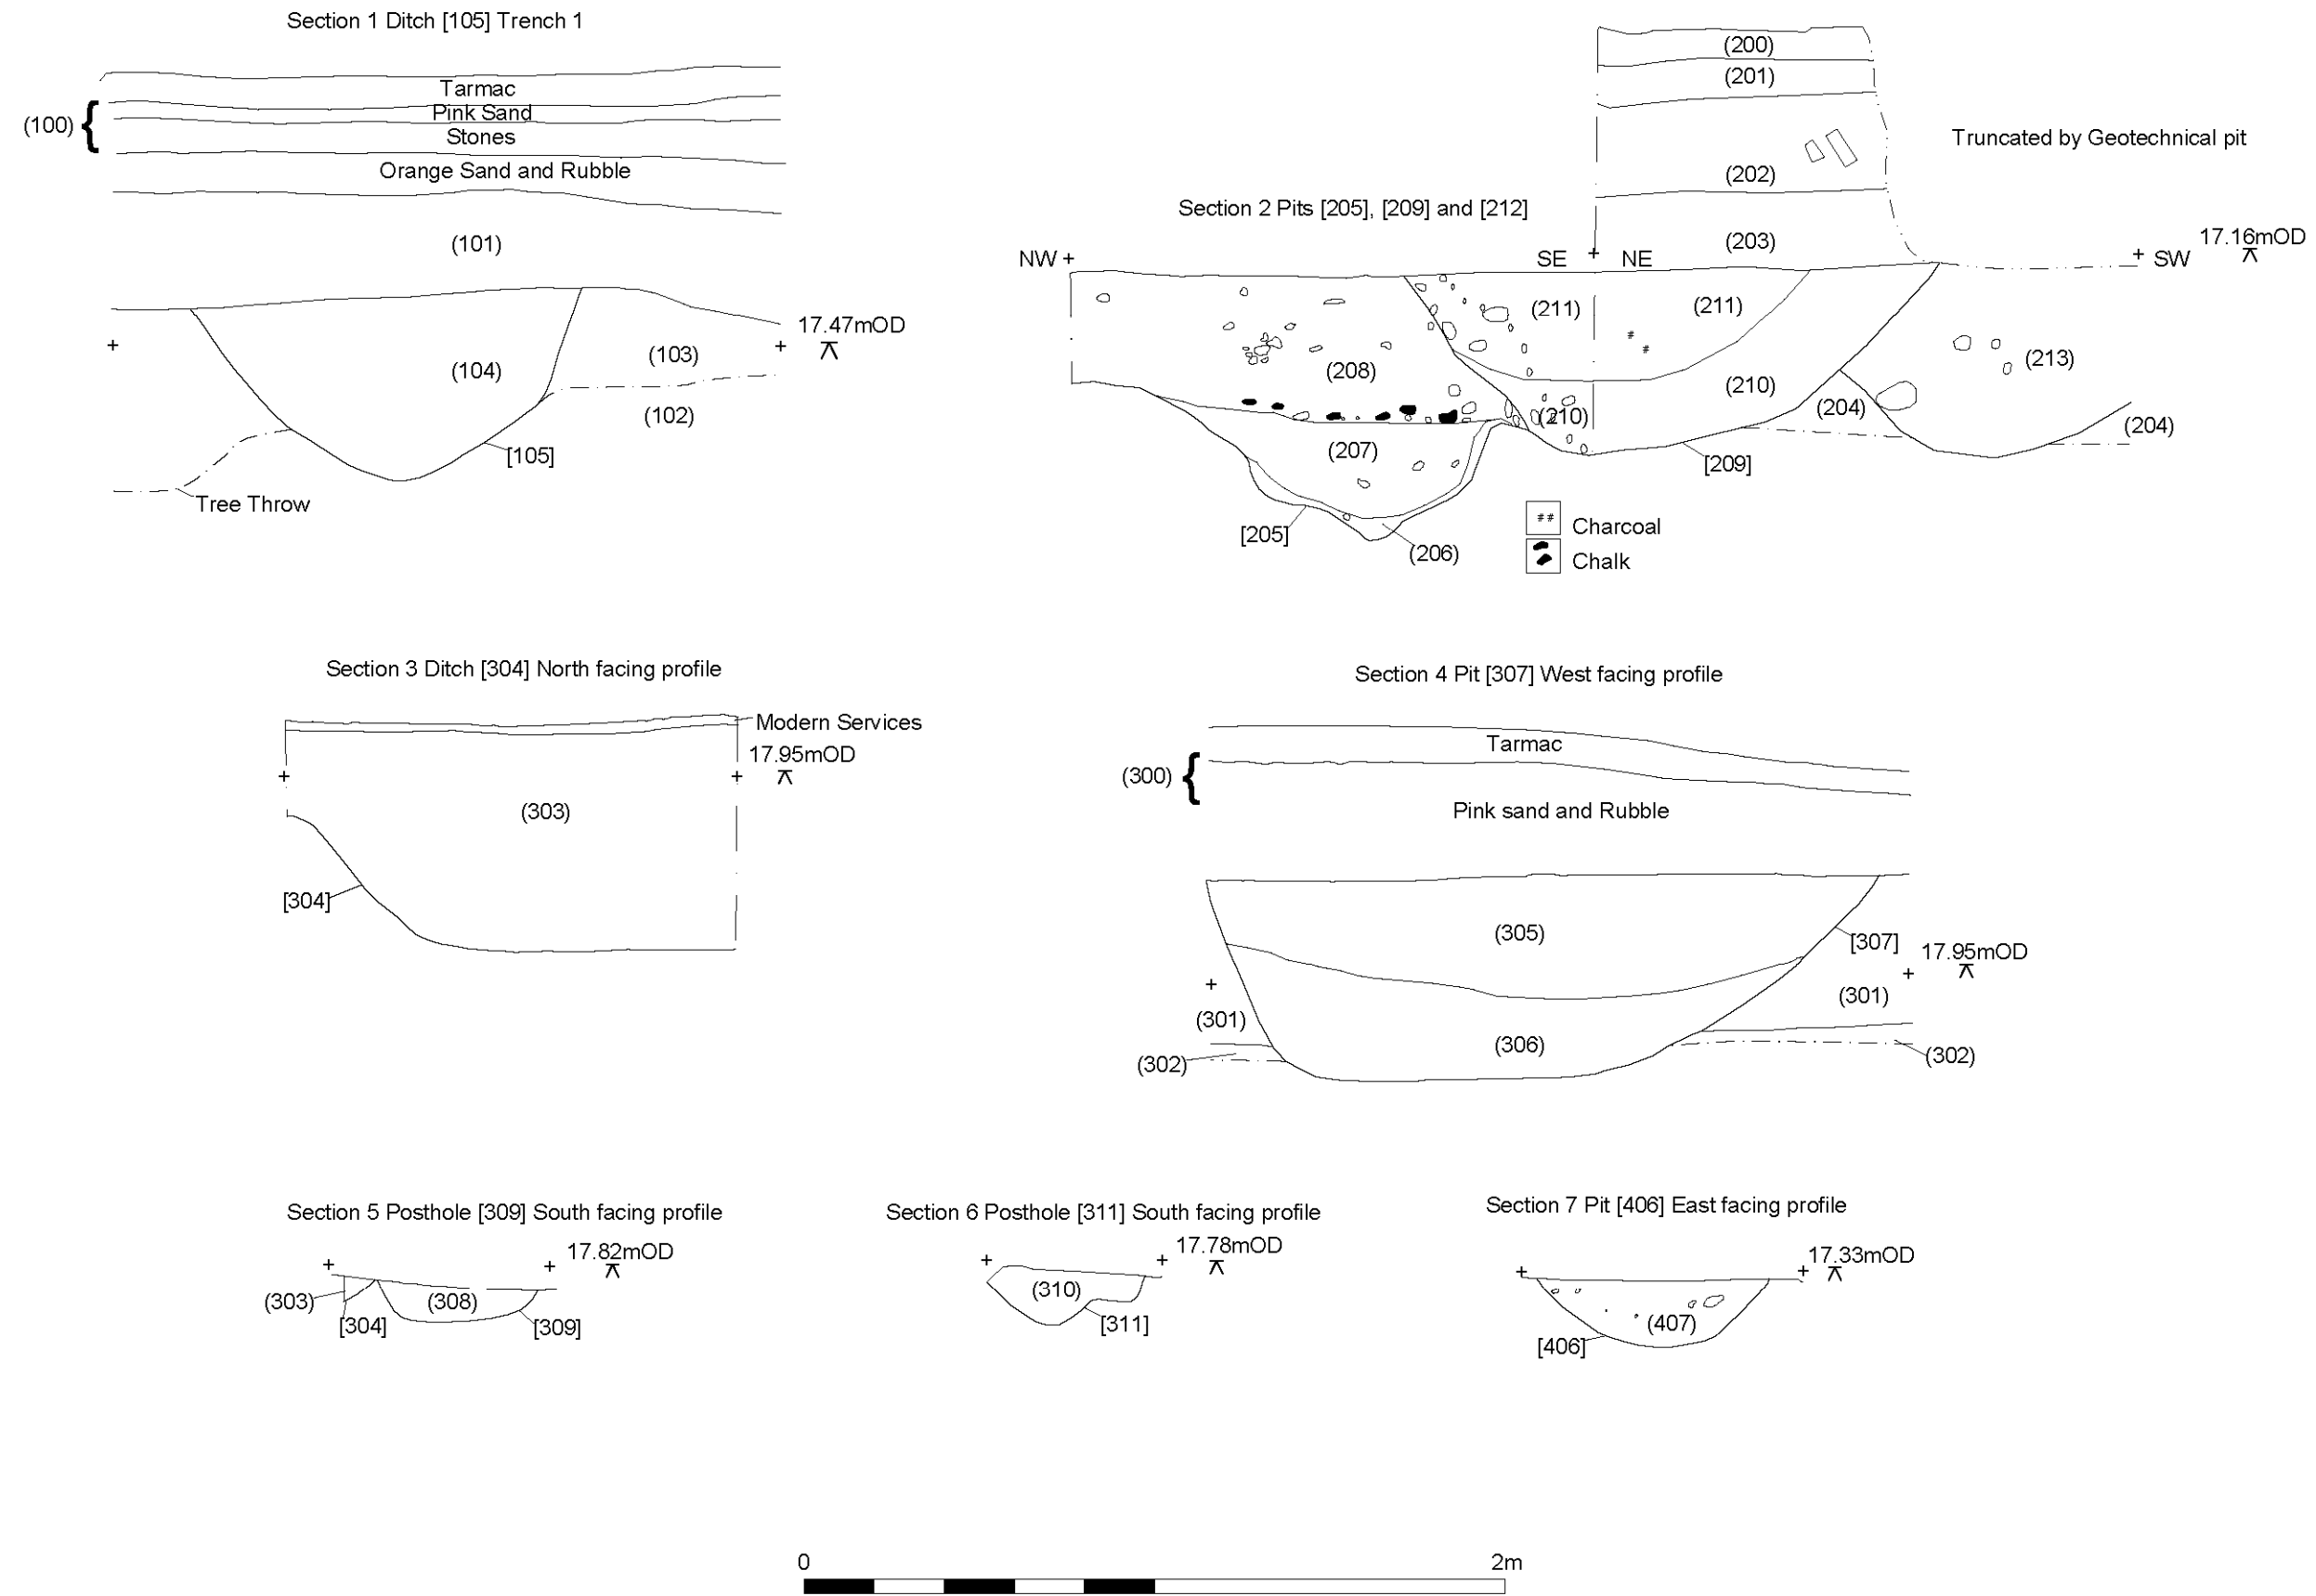 Section 1 Ditch [105] Trench 1
Tarmac
(100) {
Pink Sand
Stones
Orange Sand and Rubble
(101)
17.47mOD
(103)
(104)
(102)
[105]
Tree Throw
(200)
(201)
Truncated by Geotechnical pit
(202)
Section 2 Pits [205], [209] and [212]
(203)
17.16mOD
NW
SE
NE
SW
(211)
(211)
(208)
(213)
(210)
(210)
(204)
(204)
(207)
[209]
[205]
(206)
Charcoal
Chalk
Section 3 Ditch [304] North facing profile
Modern Services
17.95mOD
(303)
[304]
Section 4 Pit [307] West facing profile
Tarmac
(300) {
Pink sand and Rubble
(305)
[307]
17.95mOD
(301)
(301)
(306)
(302)
(302)
Section 5 Posthole [309] South facing profile
17.82mOD
(303)
(308)
[304]
[309]
Section 6 Posthole [311] South facing profile
17.78mOD
(310)
[311]
Section 7 Pit [406] East facing profile
17.33mOD
(407)
[406]
0
2m